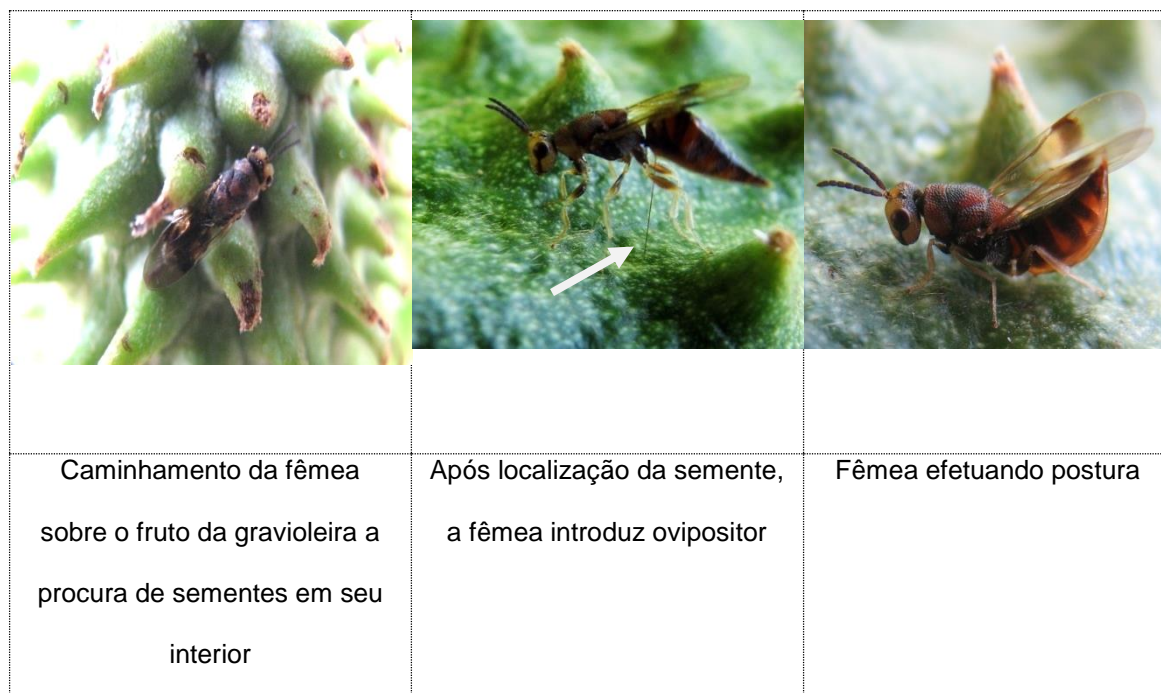 Caminhamento da fêmea
sobre o fruto da gravioleira a
procura de sementes em seu
interior
Após localização da semente,
a fêmea introduz ovipositor
Fêmea efetuando postura